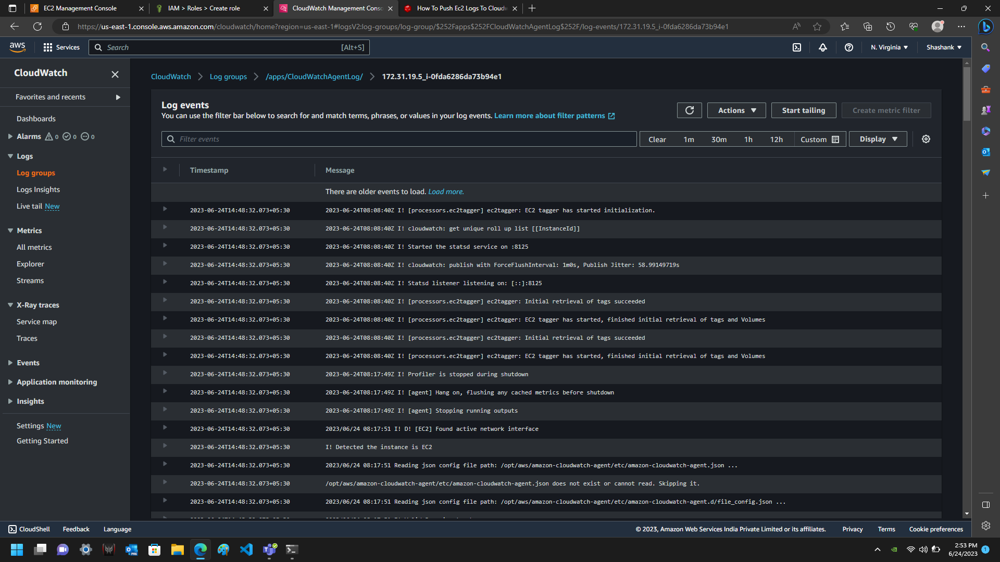 EC2 Management Console
IAM > Roles > Create role
CloudWatch Management Conso
How To Push Ec2 Logs To Cloudw
https://us-east-1.console.aws.amazon.com/cloudwatch/home?region=us-east-1#logsV2:log-groups/log-group/$252Fapps$252FCloudWatchAgentLog$252F/log-events/172.31.19.5_i-0fda6286da73b94e1
aws
Services
Search
[Alt+S]
N. Virginia
Shashank
CloudWatch
Favorites and recents
Dashboards
Alarms 0 0 0
Logs
Log groups
Logs Insights
Live tail New
Metrics
All metrics
Explorer
Streams
X-Ray traces
Service map
Traces
Events
Application monitoring
Insights
Settings New
Getting Started
CloudWatch
Log groups
/apps/CloudWatchAgentLog/
172.31.19.5_i-0fda6286da73b94e1
Log events
You can use the filter bar below to search for and match terms, phrases, or values in your log events. Learn more about filter patterns
Actions
Start tailing
Create metric filter
Filter events
Clear 1m 30m 1h 12h Custom
Display
Timestamp Message
There are older events to load. Load more.
2023-06-24T14:48:32.073+05:30 2023-06-24T08:08:40Z I! [processors.ec2tagger] ec2tagger: EC2 tagger has started initialization.
2023-06-24T14:48:32.073+05:30 2023-06-24T08:08:40Z I! cloudwatch: get unique roll up list [[InstanceId]]
2023-06-24T14:48:32.073+05:30 2023-06-24T08:08:40Z I! Started the statsd service on :8125
2023-06-24T14:48:32.073+05:30 2023-06-24T08:08:40Z I! cloudwatch: publish with ForceFlushInterval: 1m0s, Publish Jitter: 58.99149719s
2023-06-24T14:48:32.073+05:30 2023-06-24T08:08:40Z I! Statsd listener listening on: [::]:8125
2023-06-24T14:48:32.073+05:30 2023-06-24T08:08:40Z I! [processors.ec2tagger] ec2tagger: Initial retrieval of tags succeeded
2023-06-24T14:48:32.073+05:30 2023-06-24T08:08:40Z I! [processors.ec2tagger] ec2tagger: EC2 tagger has started, finished initial retrieval of tags and Volumes
2023-06-24T14:48:32.073+05:30 2023-06-24T08:08:40Z I! [processors.ec2tagger] ec2tagger: Initial retrieval of tags succeeded
2023-06-24T14:48:32.073+05:30 2023-06-24T08:08:40Z I! [processors.ec2tagger] ec2tagger: EC2 tagger has started, finished initial retrieval of tags and Volumes
2023-06-24T14:48:32.073+05:30 2023-06-24T08:17:49Z I! Profiler is stopped during shutdown
2023-06-24T14:48:32.073+05:30 2023-06-24T08:17:49Z I! [agent] Hang on, flushing any cached metrics before shutdown
2023-06-24T14:48:32.073+05:30 2023-06-24T08:17:49Z I! [agent] Stopping running outputs
2023-06-24T14:48:32.073+05:30 2023/06/24 08:17:51 I! D! [EC2] Found active network interface
2023-06-24T14:48:32.073+05:30 I! Detected the instance is EC2
2023-06-24T14:48:32.073+05:30 2023/06/24 08:17:51 Reading json config file path: /opt/aws/amazon-cloudwatch-agent/etc/amazon-cloudwatch-agent.json ...
2023-06-24T14:48:32.073+05:30 /opt/aws/amazon-cloudwatch-agent/etc/amazon-cloudwatch-agent.json does not exist or cannot read. Skipping it.
2023-06-24T14:48:32.073+05:30 2023/06/24 08:17:51 Reading json config file path: /opt/aws/amazon-cloudwatch-agent/etc/amazon-cloudwatch-agent.d/file_config.json ...
CloudShell
Feedback
Language
© 2023, Amazon Web Services India Private Limited or its affiliates.
Privacy
Terms
Cookie preferences
PRE
2:53 PM
6/24/2023
1